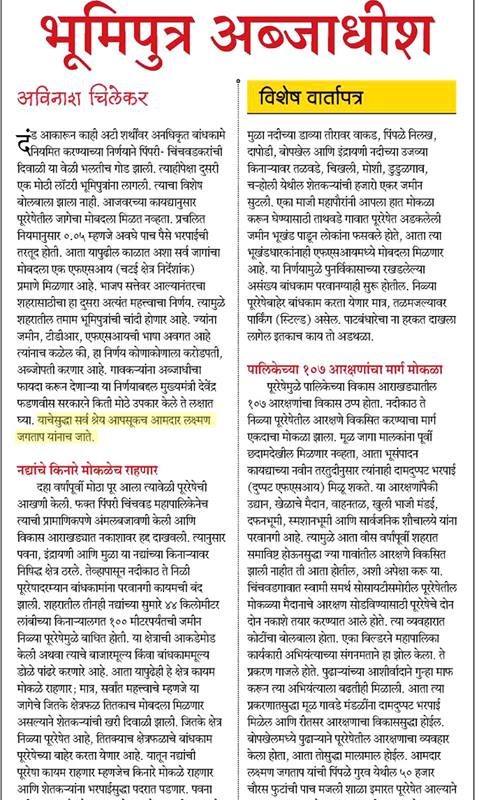 भूमिपुत्र अब्जाधीश
अविनाश चिलेकर
दंड आकारून काही अटी शर्थीवर अनधिकृत बांधकामे
नियमित करण्याच्या निर्णयाने पिंपरी- चिंचवडकरांची
दिवाळी या वेळी भलतीच गोड झाली. त्याहीपेक्षा दुसरी
एक मोठी लॉटरी भूमिपुत्रांना लागली. त्याचा विशेष
बोलबाला झाला नाही. आजवरच्या कायद्यानुसार
पूररेषेतील जागेचा मोबदला मिळत नव्हता. प्रचलित
नियमानुसार ०.०५ म्हणजे अवघे पाच पैसे भरपाईची
तरतूद होती. आता यापुढील काळात अशा सर्व जागांचा
मोबदला एक एफएसआय (चटई क्षेत्र निर्देशांक)
प्रमाणे मिळणार आहे. भाजप सत्तेवर आल्यानंतरचा
शहरासाठीचा हा दुसरा अत्यंत महत्त्वाचा निर्णय. त्यामुळे
शहरातील तमाम भूमिपुत्रांची चांदी होणार आहे. ज्यांना
जमीन, टीडीआर, एफएसआयची भाषा अवगत आहे
त्यांनाच कळेल की, हा निर्णय कोणाकोणाला करोडपती,
अब्जोपती करणार आहे. गावकऱ्यांना अब्जाधीचा
फायदा करून देणाऱ्या या निर्णयाबद्दल मुख्यमंत्री देवेंद्र
फडणवीस सरकारने किती मोठे उपकार केले ते लक्षात
घ्या. याचेसुद्धा सर्व श्रेय आपसूकच आमदार लक्ष्मण
जगताप यांनाच जाते.
नद्यांचे किनारे मोकळेच राहणार
दहा वर्षांपूर्वी मोठा पूर आला त्यावेळी पूररेषेची
आखणी केली. फक्त पिंपरी चिंचवड महापालिकेनेच
त्याची प्रामाणिकपणे अंमलबजावणी केली आणि
विकास आराखड्यात नकाशावर हद्द दाखवली. त्यानुसार
पवना, इंद्रायणी आणि मुळा या नद्यांच्या किनाऱ्यावर
निषिद्ध क्षेत्र ठरले. तेव्हापासून नदीकाठ ते निळी
पूररेषेदरम्यान बांधकामांना परवानगी कायमची बंद
झाली. शहरातील तीनही नद्यांच्या सुमारे ४४ किलोमीटर
लांबीच्या किनाऱ्यालगत १०० मीटरपर्यंतची जमीन
निळ्या पूररेषेमुळे बाधित होती. या क्षेत्राची आकडेमोड
केली अथवा त्याचे बाजारमूल्य किंवा बांधकाममूल्य
डोळे पांढरे करणारे आहे. आता यापुढेही हे क्षेत्र कायम
मोकळे राहणार; मात्र, सर्वात महत्त्वाचे म्हणजे या
जागेचे जितके क्षेत्रफळ तितकाच मोबदला मिळणार
असल्याने शेतकऱ्यांची खरी दिवाळी झाली. जितके क्षेत्र
निळ्या पूररेषेत आहे, तितक्याच क्षेत्रफळाचे बांधकाम
पूररेषेच्या बाहेर करता येणार आहे. यातून नद्यांची
पूररेषा कायम राहणार म्हणजेच किनारे मोकळे राहणार
आणि शेतकऱ्यांना भरपाईसुद्धा पदरात पडणार. पवना
विशेष वार्तापत्र
मुळा नदीच्या डाव्या तीरावर वाकड, पिंपळे निलख,
दापोडी, बोपखेल आणि इंद्रायणी नदीच्या उजव्या
किनाऱ्यावर तळवडे, चिखली, मोशी, डुडुळगाव,
चऱ्होली येथील शेतकऱ्यांची हजारो एकर जमीन
सुटली. एका माजी महापौरांनी आपला हात मोकळा
करून घेण्यासाठी ताथवडे गावात पूररेषेत अडकलेली
जमीन भूखंड पाडून लोकांना फसवले होते, आता त्या
भूखंडधारकांनाही एफएसआयमध्ये मोबदला मिळणार
आहे. या निर्णयामुळे पुनर्विकासाच्या रखडलेल्या
असंख्य बांधकाम परवानग्याही सुरू होतील. निळ्या
पूररेषेबाहेर बांधकाम करता येणार मात्र, तळमजल्यावर
पार्किंग (स्टिल्ड) असेल. पाटबंधारेचा ना हरकत दाखला
लागेल इतकाच काय तो अडथळा.
पालिकेच्या १०७ आरक्षणांचा मार्ग मोकळा
पूररेषेमुळे पालिकेच्या विकास आराखड्यातील
१०७ आरक्षणांचा विकास ठप्प होता. नदीकाठ ते
निळ्या पूररेषेतील आरक्षणे विकसित करण्याचा मार्ग
एकदाचा मोकळा झाला. मूळ जागा मालकांना पूर्वी
छदामदेखील मिळणार नव्हता, आता भूसंपादन
कायद्याच्या नवीन तरतुदीनुसार त्यांनाही दामदुप्पट भरपाई
(दुप्पट एफएसआय) मिळू शकते. या आरक्षणांपैकी
उद्यान, खेळाचे मैदान, वाहनतळ, खुली भाजी मंडई,
दफनभूमी, स्मशानभूमी आणि सार्वजनिक शौचालये यांना
परवानगी आहे. त्यामुळे आता वीस वर्षांपूर्वी शहरात
समाविष्ट होऊनसुद्धा ज्या गावांतील आरक्षणे विकसित
झाली नाहीत ती आता होतील, अशी अपेक्षा करू या.
चिंचवडगावात स्वामी समर्थ सोसायटीसमोरील पूररेषेतील
मोकळ्या मैदानाचे आरक्षण सोडविण्यासाठी पूररेषेचे दोन
दोन नकाशे तयार करण्यात आले होते. त्या व्यवहारात
कोटींचा बोलबाला होता. एका बिल्डरने महापालिका
कार्यकारी अभियंत्याच्या संगनमताने हा झोल केला. ते
प्रकरण गाजले होते. पुढाऱ्यांच्या आशीर्वादाने गुन्हा माफ
करून त्या अभियंत्याला बढतीही मिळाली. आता त्या
प्रकरणातसुद्धा मूळ गावडे मंडळींना दामदुप्पट भरपाई
मिळेल आणि रीतसर आरक्षणाचा विकाससुद्धा होईल.
बोपखेलमध्ये पुढाऱ्याने पूररेषेतील आरक्षणाचा व्यवहार
केला होता, आता तोसुद्धा मालामाल होईल. आमदार
लक्ष्मण जगताप यांची पिंपळे गुरव येथील ५० हजार
चौरस फुटांची पाच मजली शाळा इमारत पूररेषेत आल्याने